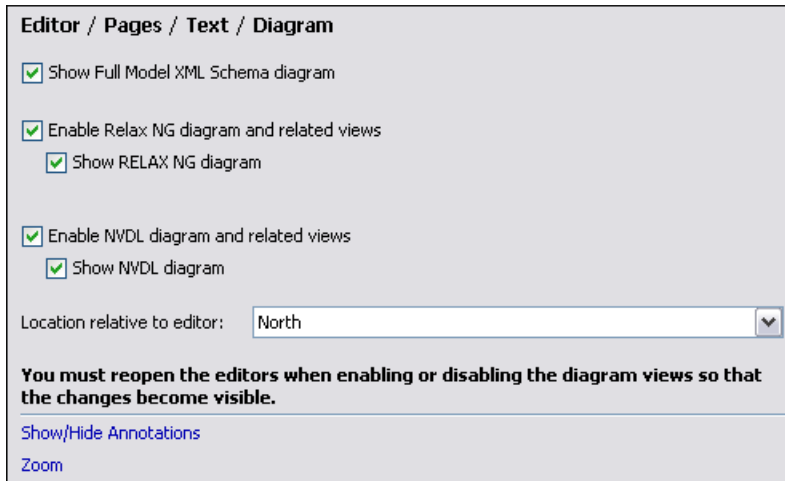 Editor / Pages / Text / Diagram
Show Full Model XML Schema diagram
Enable Relax NG diagram and related views
Show RELAX NG diagram
Enable NVDL diagram and related views
Show NVDL diagram
Location relative to editor: North
You must reopen the editors when enabling or disabling the diagram views so that
the changes become visible.
Show/Hide Annotations
Zoom